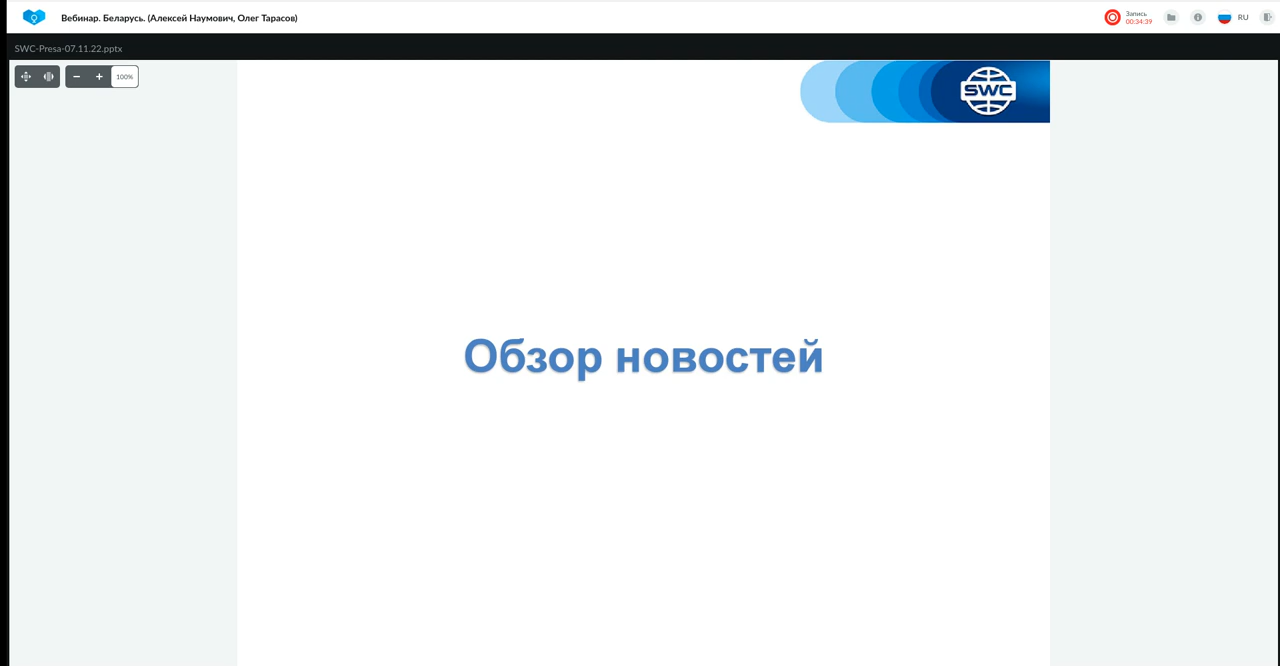 Вебинар. Беларусь. (Алексей Наумович, Олег Тарасов)
Запись
00:34:39
RU
SWC-Presa-07.11.22.pptx
100%
SWC
Обзор новостей